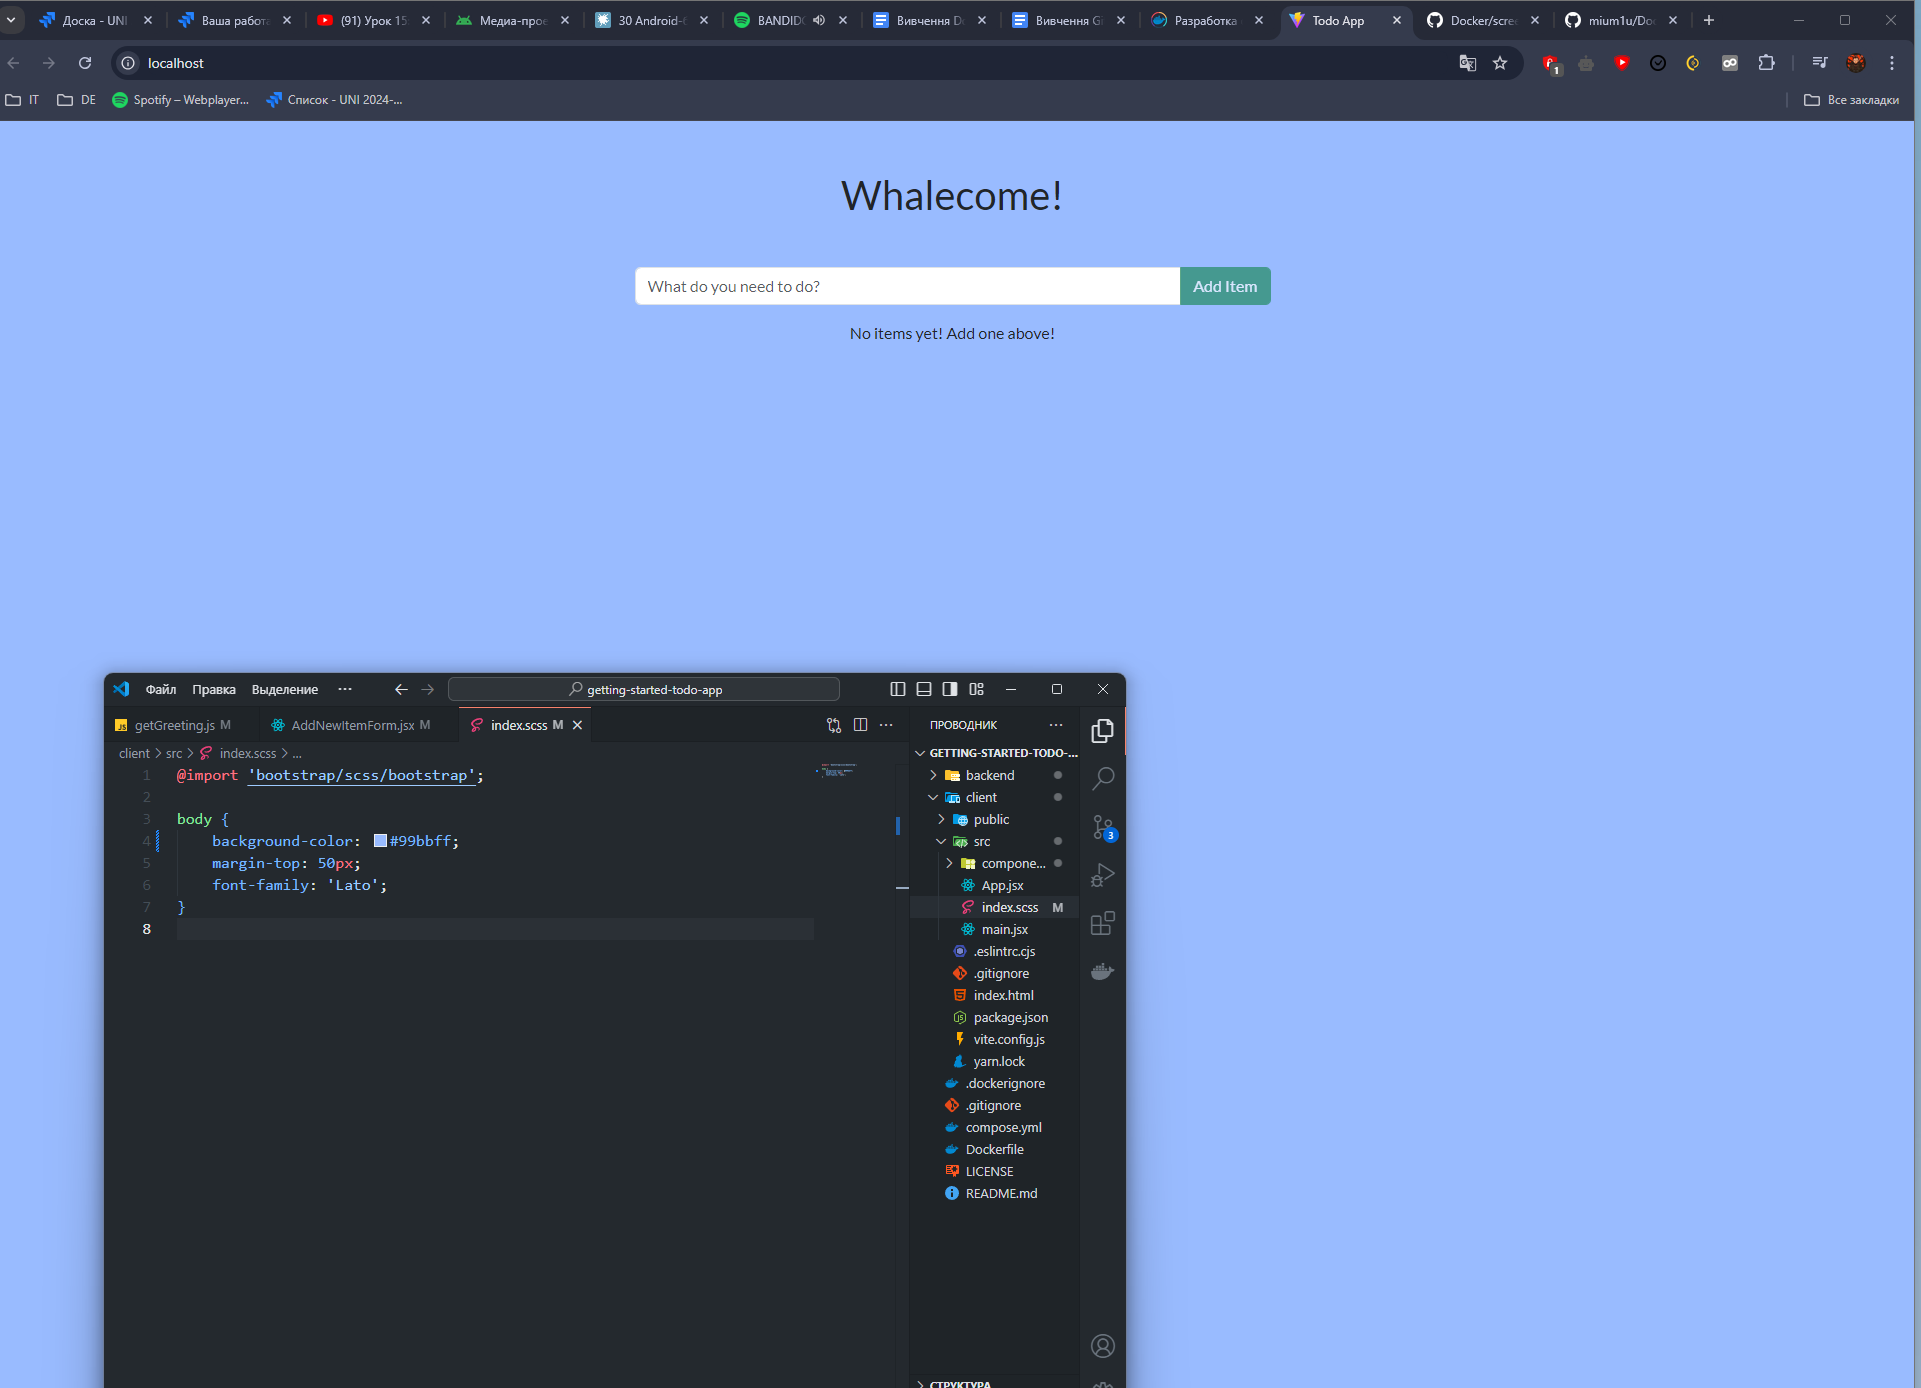 Доска - UNI
Ваша работа
(91) Урок 15
Медиа-прое
30 Android-
BANDIDO
Вивчення D
Вивчення Gi
Разработка
Todo App
Docker/scree
mium1u/Doc
localhost
1
IT
DE
Spotify – Webplayer...
Список - UNI 2024-...
Все закладки
Whalecome!
What do you need to do?
Add Item
No items yet! Add one above!
Файл
Правка
Выделение
...
getting-started-todo-app
getGreeting.js M
AddNewItemForm.jsx M
index.scss M
client > src > index.scss > ...
1 @import 'bootstrap/scss/bootstrap';
2
3 body {
4 background-color: #99bbff;
5 margin-top: 50px;
6 font-family: 'Lato';
7 }
8
ПРОВОДНИК
GETTING-STARTED-TODO-...
backend
client
public
src
compone...
App.jsx
index.scss M
main.jsx
.eslintrc.cjs
.gitignore
index.html
package.json
vite.config.js
yarn.lock
.dockerignore
.gitignore
compose.yml
Dockerfile
LICENSE
README.md
3
СТРУКТУРА